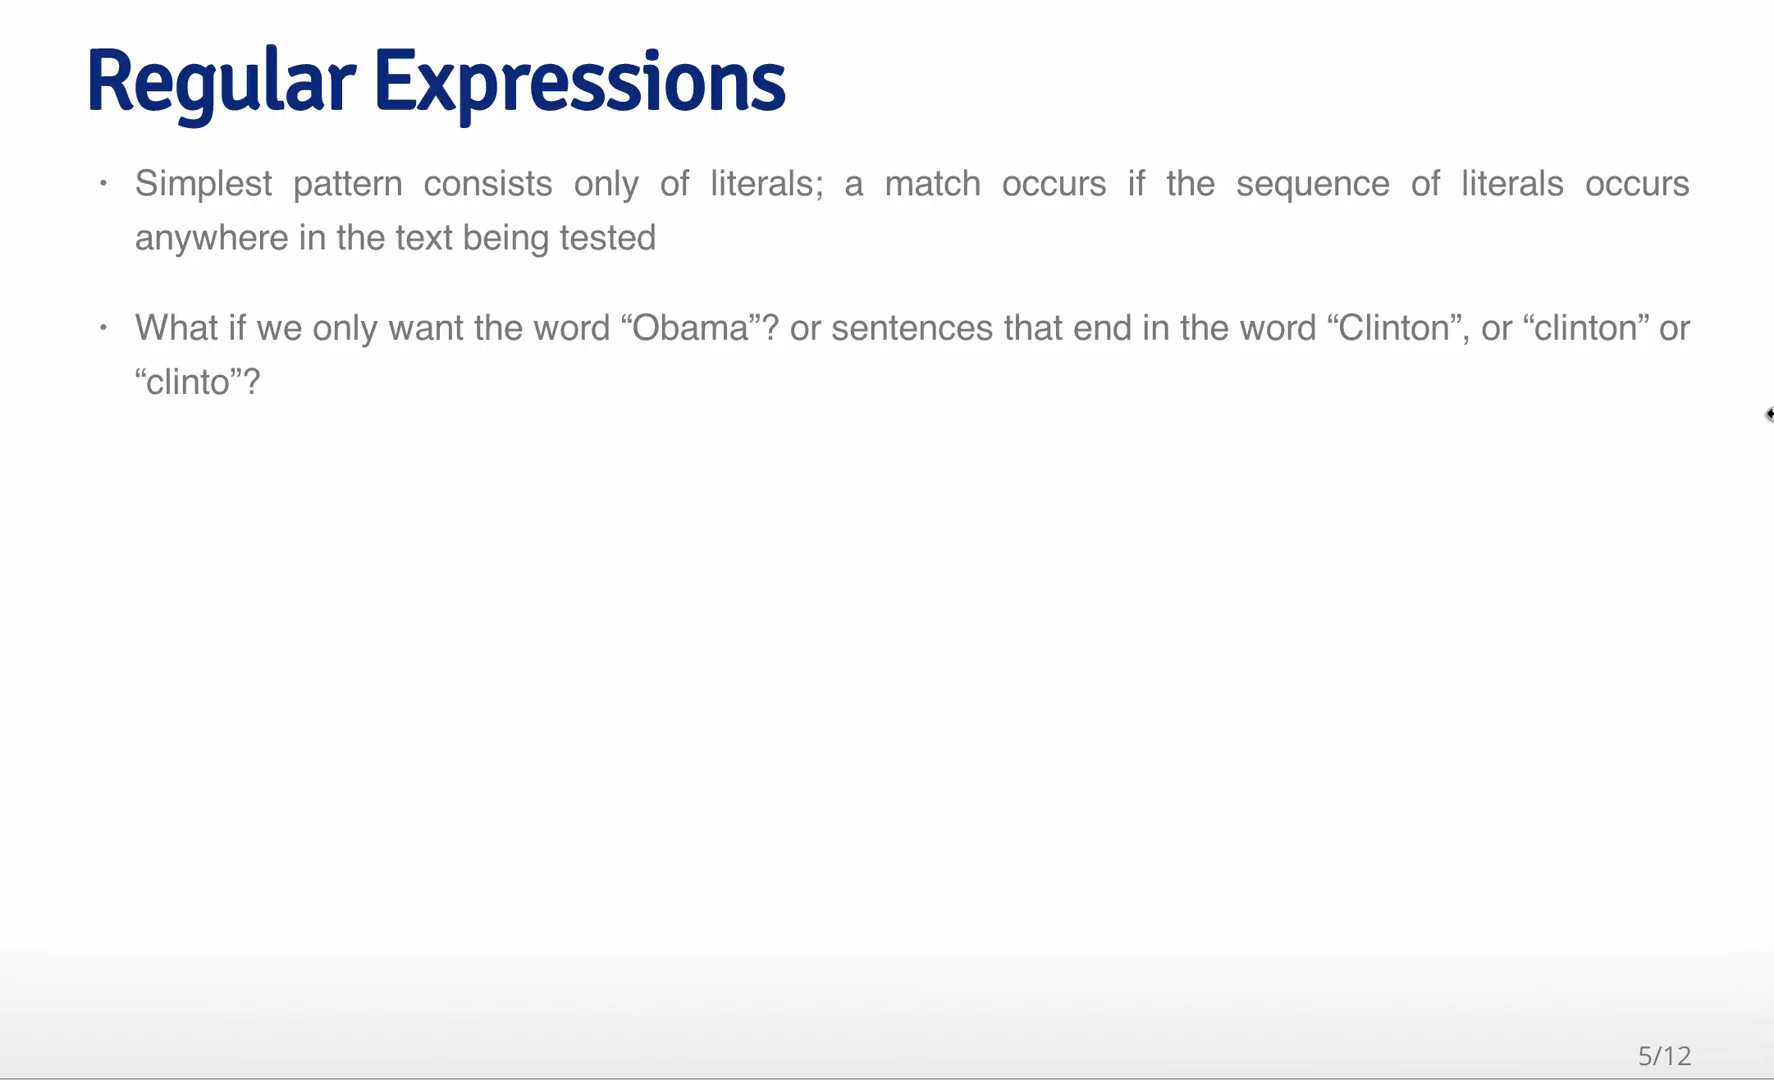 Regular Expressions
· Simplest pattern consists only of literals; a match occurs if the sequence of literals occurs
anywhere in the text being tested
· What if we only want the word “Obama”? or sentences that end in the word “Clinton”, or “clinton” or
“clinto”?
5/12